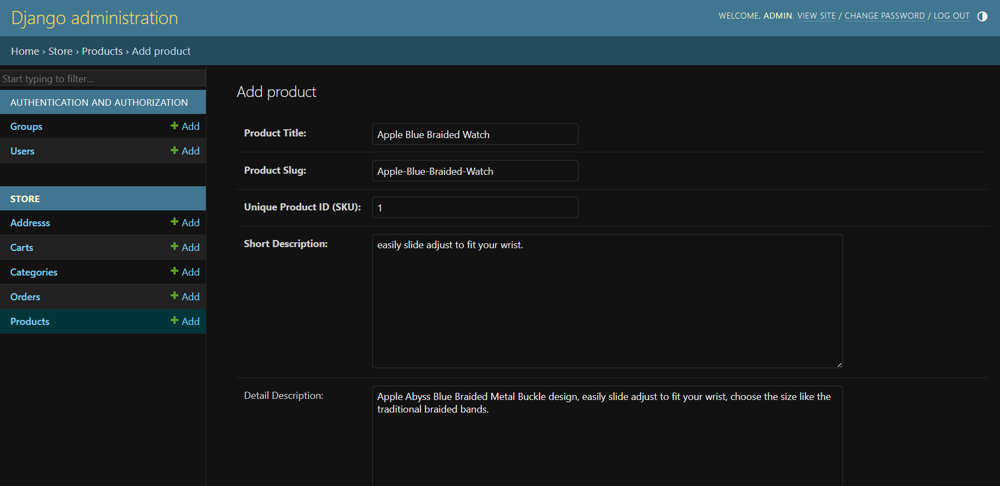 Django administration
WELCOME, ADMIN. VIEW SITE / CHANGE PASSWORD / LOG OUT
Home › Store › Products › Add product
Start typing to filter...
AUTHENTICATION AND AUTHORIZATION
Groups + Add
Users + Add
STORE
Addresss + Add
Carts + Add
Categories + Add
Orders + Add
Products + Add
Add product
Product Title: Apple Blue Braided Watch
Product Slug: Apple-Blue-Braided-Watch
Unique Product ID (SKU): 1
Short Description: easily slide adjust to fit your wrist.
Detail Description: Apple Abyss Blue Braided Metal Buckle design, easily slide adjust to fit your wrist, choose the size like the
traditional braided bands.